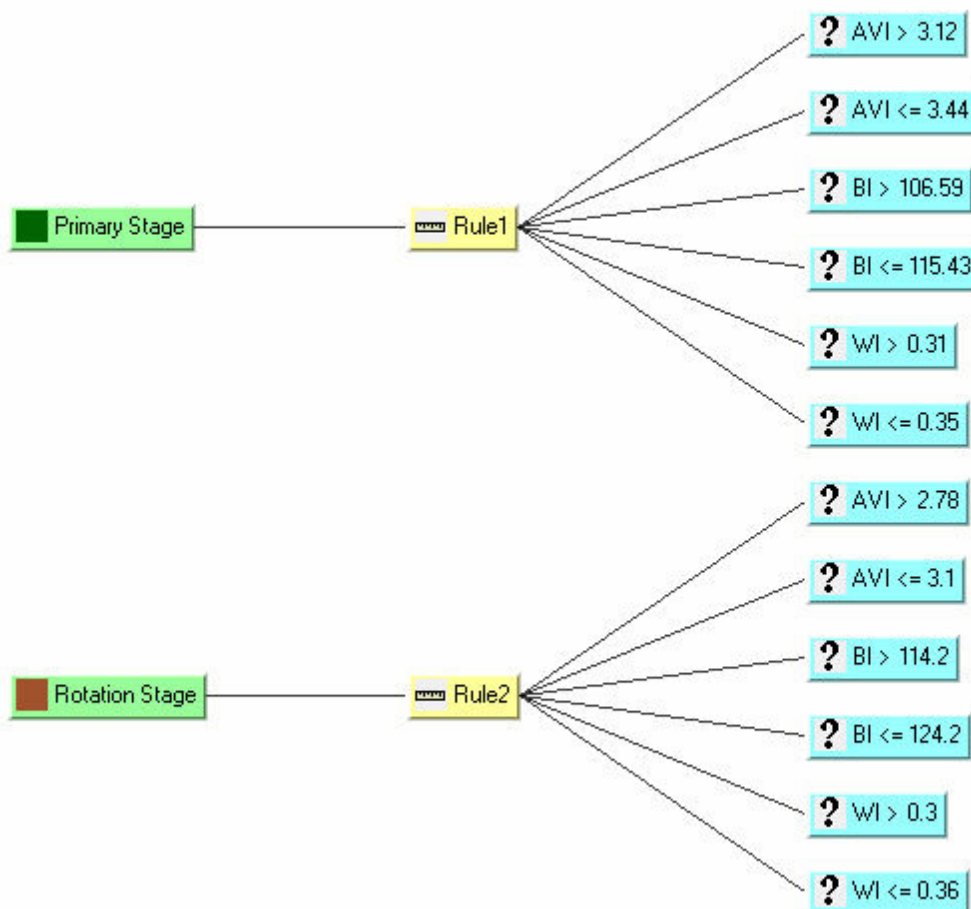 AVI > 3.12
AVI <= 3.44
BI > 106.59
Primary Stage
Rule1
BI <= 115.43
WI > 0.31
WI <= 0.35
AVI > 2.78
AVI <= 3.1
BI > 114.2
Rotation Stage
Rule2
BI <= 124.2
WI > 0.3
WI <= 0.36